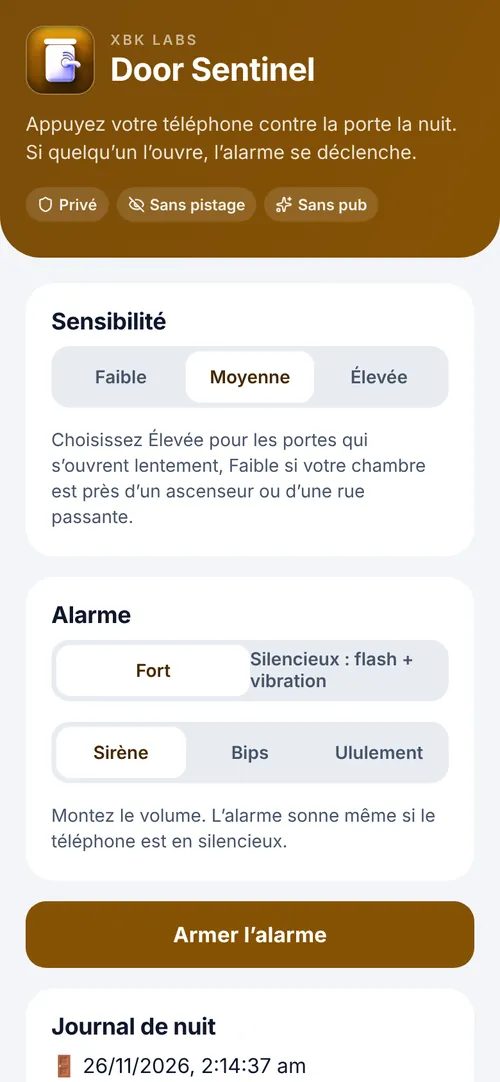 XBK LABS
Door Sentinel
Appuyez votre téléphone contre la porte la nuit.
Si quelqu’un l’ouvre, l’alarme se déclenche.
Privé
Sans pistage
Sans pub
Sensibilité
Faible
Moyenne
Élevée
Choisissez Élevée pour les portes qui
s’ouvrent lentement, Faible si votre chambre
est près d’un ascenseur ou d’une rue
passante.
Alarme
Fort
Silencieux : flash +
vibration
Sirène
Bips
Ululement
Montez le volume. L’alarme sonne même si le
téléphone est en silencieux.
Armer l’alarme
Journal de nuit
26/11/2026, 2:14:37 am